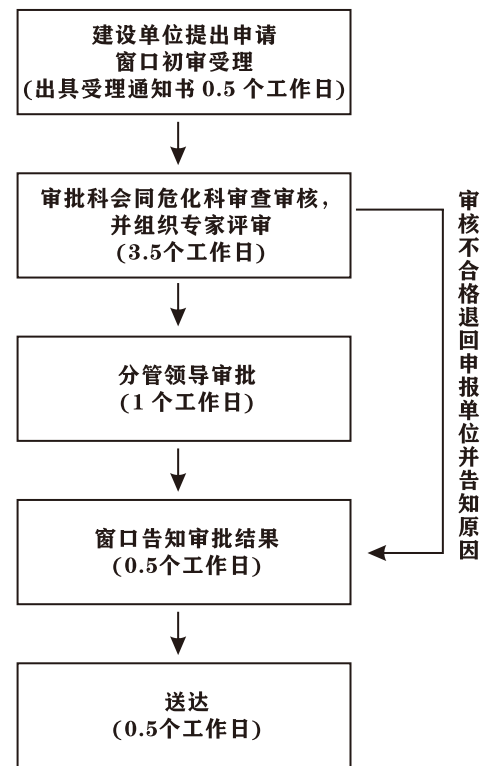 建设单位提出申请
窗口初审受理
(出具受理通知书 0.5 个工作日)
审批科会同危化科审查审核,
并组织专家评审
(3.5个工作日)
审核不合格退回申报单位并告知原因
分管领导审批
(1 个工作日)
窗口告知审批结果
(0.5个工作日)
送达
(0.5个工作日)